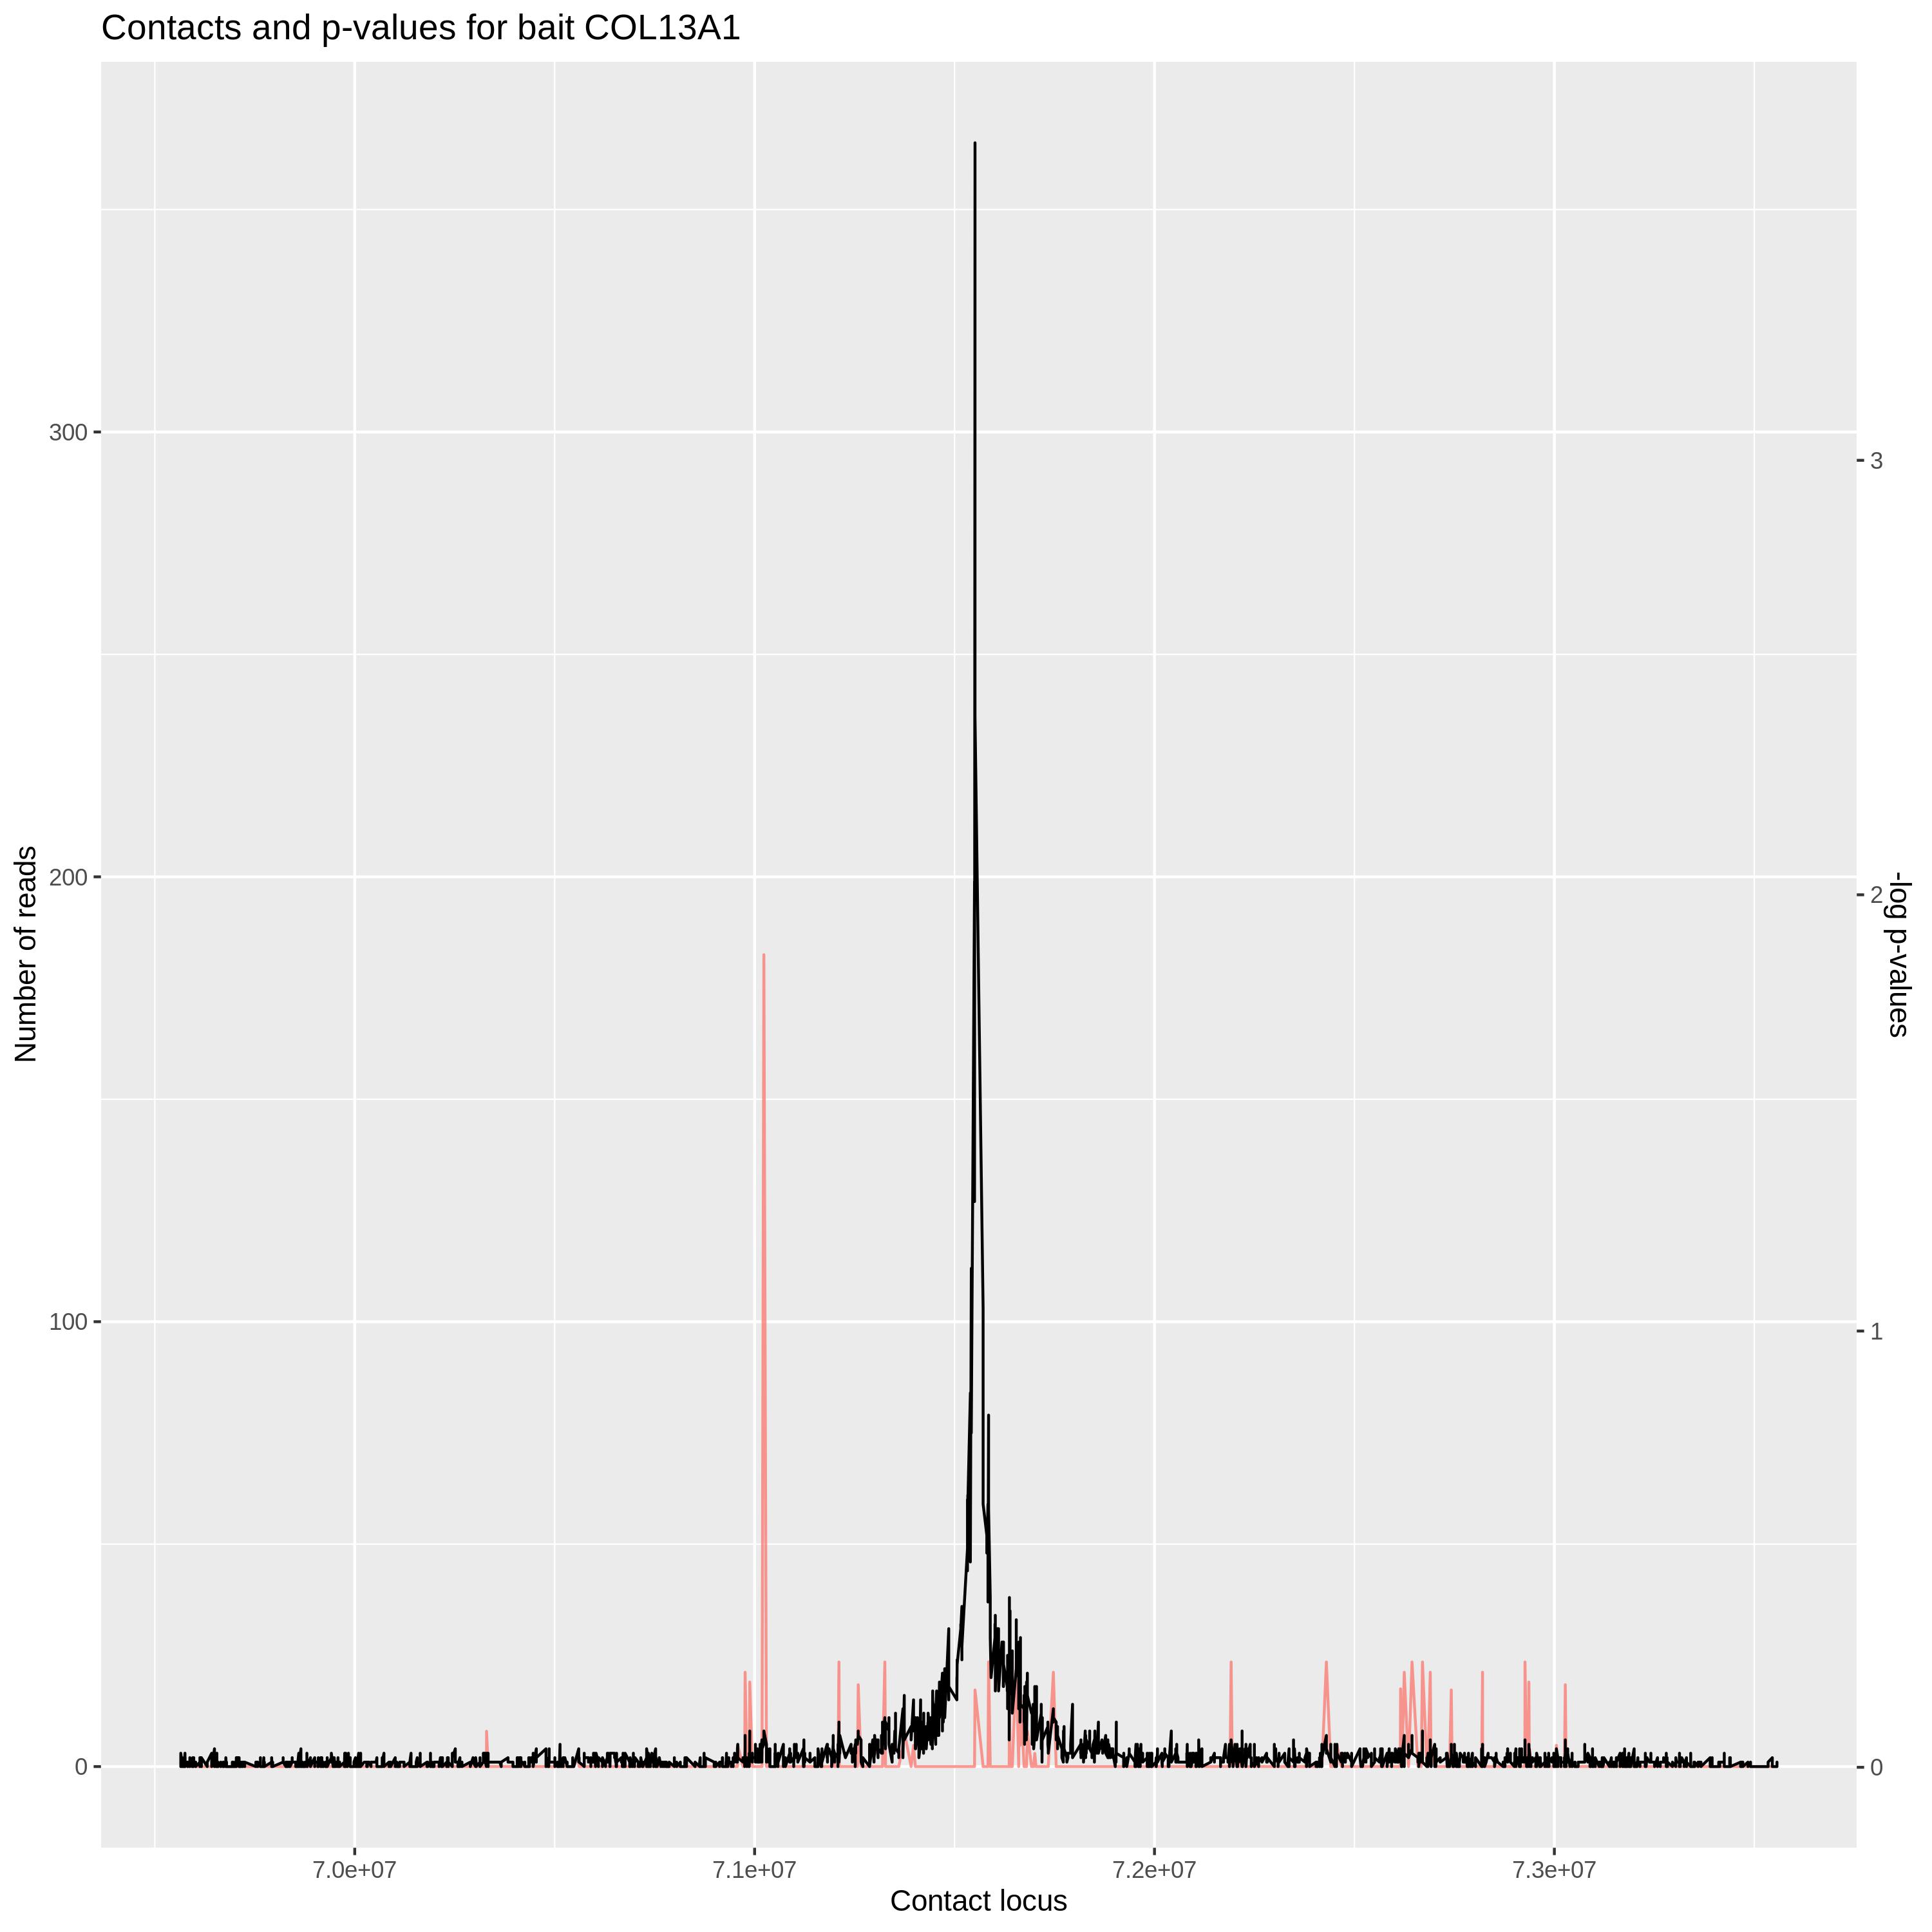 Contacts and p-values for bait COL13A1
Number of reads
300
200
100
0
3
2
1
0
-log p-values
7.0e+07
7.1e+07
7.2e+07
7.3e+07
Contact locus